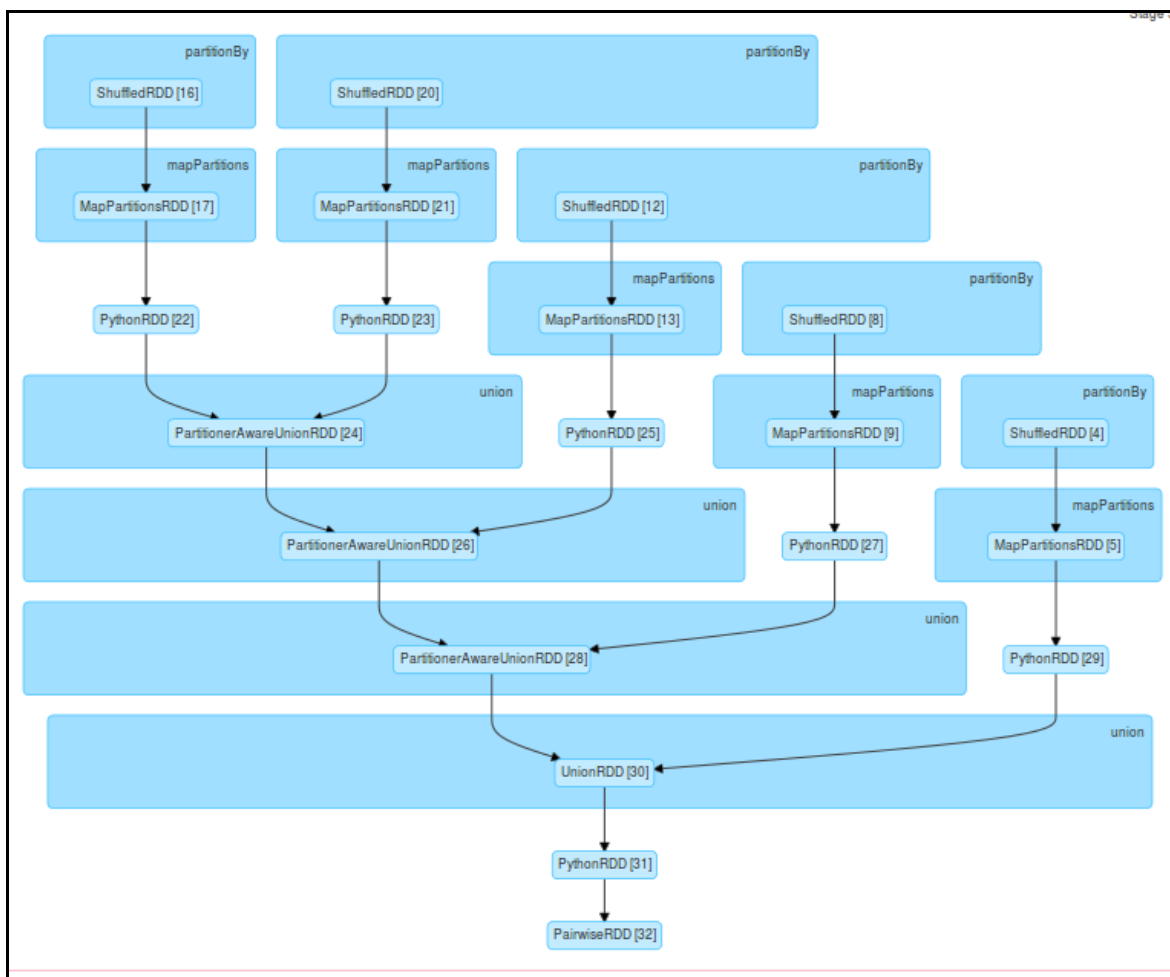 Stage
partitionBy
partitionBy
ShuffledRDD [16]
ShuffledRDD [20]
mapPartitions
mapPartitions
partitionBy
MapPartitionsRDD [17]
MapPartitionsRDD [21]
ShuffledRDD [12]
mapPartitions
partitionBy
PythonRDD [22]
PythonRDD [23]
MapPartitionsRDD [13]
ShuffledRDD [8]
union
mapPartitions
partitionBy
PartitionerAwareUnionRDD [24]
PythonRDD [25]
MapPartitionsRDD [9]
ShuffledRDD [4]
union
mapPartitions
PartitionerAwareUnionRDD [26]
PythonRDD [27]
MapPartitionsRDD [5]
union
PartitionerAwareUnionRDD [28]
PythonRDD [29]
union
UnionRDD [30]
PythonRDD [31]
PairwiseRDD [32]